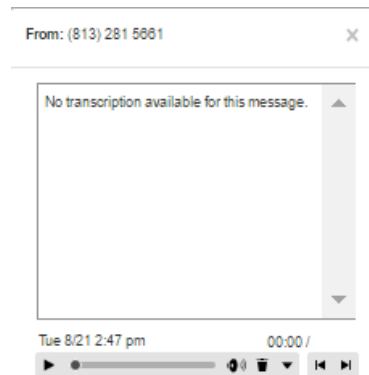 From: (813) 281 5661
No transcription available for this message.
Tue 8/21 2:47 pm 00:00 /